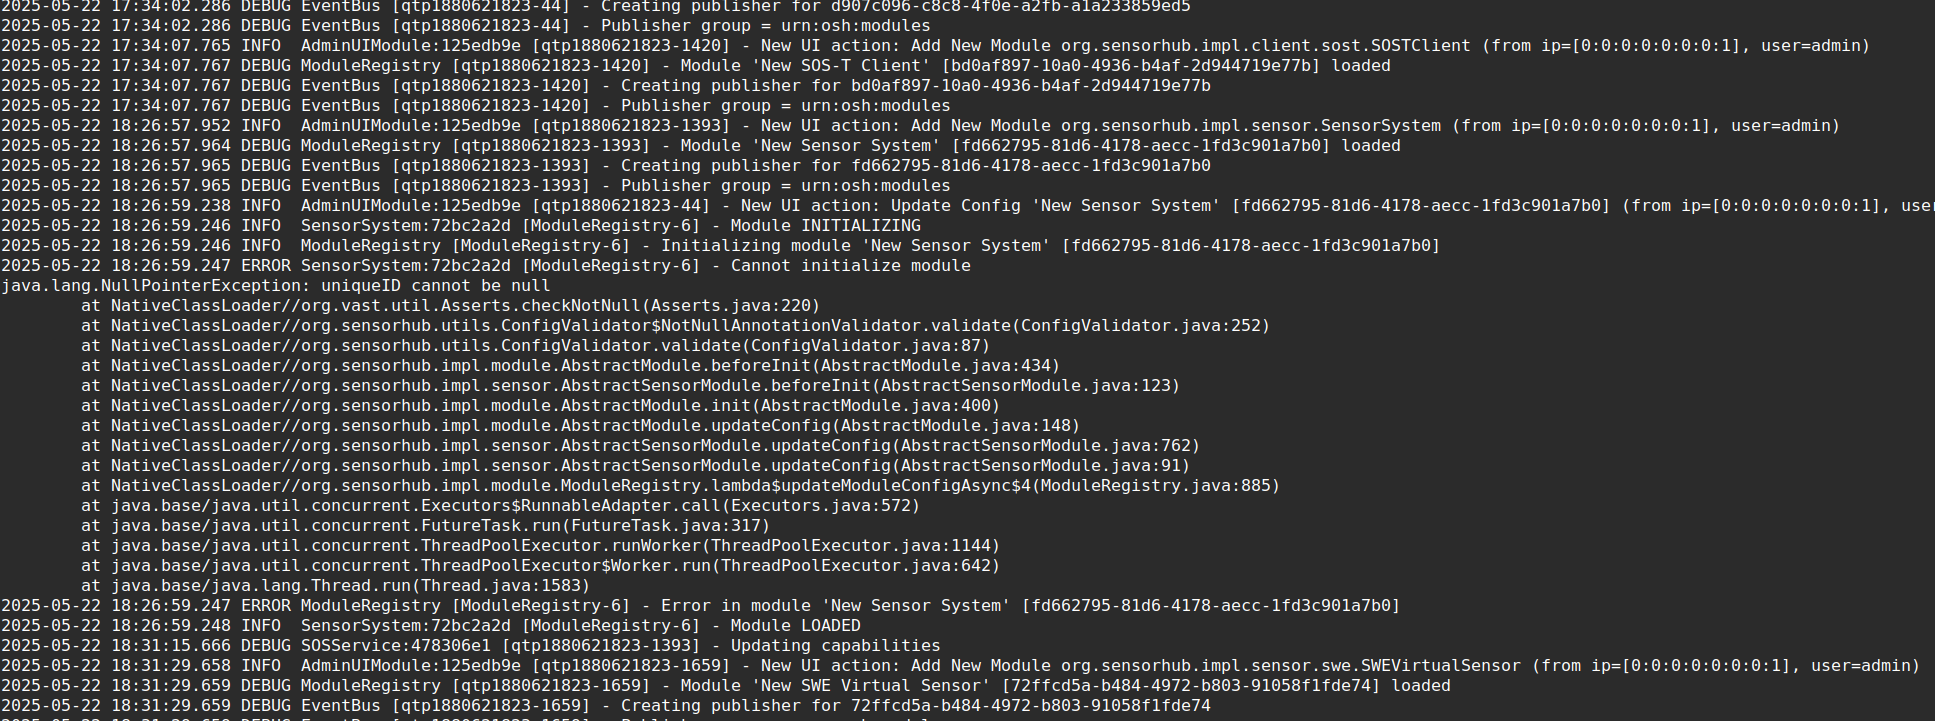 2025-05-22 17:34:02.286 DEBUG EventBus [qtp1880621823-44] - Creating publisher for d907c096-c8c8-4f0e-a2fb-a1a233859ed5
2025-05-22 17:34:02.286 DEBUG EventBus [qtp1880621823-44] - Publisher group = urn:osh:modules
2025-05-22 17:34:07.765 INFO  AdminUIModule:125edb9e [qtp1880621823-1420] - New UI action: Add New Module org.sensorhub.impl.client.sost.SOSTClient (from ip=[0:0:0:0:0:0:0:1], user=admin)
2025-05-22 17:34:07.767 DEBUG ModuleRegistry [qtp1880621823-1420] - Module 'New SOS-T Client' [bd0af897-10a0-4936-b4af-2d944719e77b] loaded
2025-05-22 17:34:07.767 DEBUG EventBus [qtp1880621823-1420] - Creating publisher for bd0af897-10a0-4936-b4af-2d944719e77b
2025-05-22 17:34:07.767 DEBUG EventBus [qtp1880621823-1420] - Publisher group = urn:osh:modules
2025-05-22 18:26:57.952 INFO  AdminUIModule:125edb9e [qtp1880621823-1393] - New UI action: Add New Module org.sensorhub.impl.sensor.SensorSystem (from ip=[0:0:0:0:0:0:0:1], user=admin)
2025-05-22 18:26:57.964 DEBUG ModuleRegistry [qtp1880621823-1393] - Module 'New Sensor System' [fd662795-81d6-4178-aecc-1fd3c901a7b0] loaded
2025-05-22 18:26:57.965 DEBUG EventBus [qtp1880621823-1393] - Creating publisher for fd662795-81d6-4178-aecc-1fd3c901a7b0
2025-05-22 18:26:57.965 DEBUG EventBus [qtp1880621823-1393] - Publisher group = urn:osh:modules
2025-05-22 18:26:59.238 INFO  AdminUIModule:125edb9e [qtp1880621823-44] - New UI action: Update Config 'New Sensor System' [fd662795-81d6-4178-aecc-1fd3c901a7b0] (from ip=[0:0:0:0:0:0:0:1], use
2025-05-22 18:26:59.246 INFO  SensorSystem:72bc2a2d [ModuleRegistry-6] - Module INITIALIZING
2025-05-22 18:26:59.246 INFO  ModuleRegistry [ModuleRegistry-6] - Initializing module 'New Sensor System' [fd662795-81d6-4178-aecc-1fd3c901a7b0]
2025-05-22 18:26:59.247 ERROR SensorSystem:72bc2a2d [ModuleRegistry-6] - Cannot initialize module
java.lang.NullPointerException: uniqueID cannot be null
        at NativeClassLoader//org.vast.util.Asserts.checkNotNull(Asserts.java:220)
        at NativeClassLoader//org.sensorhub.utils.ConfigValidator$NotNullAnnotationValidator.validate(ConfigValidator.java:252)
        at NativeClassLoader//org.sensorhub.utils.ConfigValidator.validate(ConfigValidator.java:87)
        at NativeClassLoader//org.sensorhub.impl.module.AbstractModule.beforeInit(AbstractModule.java:434)
        at NativeClassLoader//org.sensorhub.impl.sensor.AbstractSensorModule.beforeInit(AbstractSensorModule.java:123)
        at NativeClassLoader//org.sensorhub.impl.module.AbstractModule.init(AbstractModule.java:400)
        at NativeClassLoader//org.sensorhub.impl.module.AbstractModule.updateConfig(AbstractModule.java:148)
        at NativeClassLoader//org.sensorhub.impl.sensor.AbstractSensorModule.updateConfig(AbstractSensorModule.java:762)
        at NativeClassLoader//org.sensorhub.impl.sensor.AbstractSensorModule.updateConfig(AbstractSensorModule.java:91)
        at NativeClassLoader//org.sensorhub.impl.module.ModuleRegistry.lambda$updateModuleConfigAsync$4(ModuleRegistry.java:885)
        at java.base/java.util.concurrent.Executors$RunnableAdapter.call(Executors.java:572)
        at java.base/java.util.concurrent.FutureTask.run(FutureTask.java:317)
        at java.base/java.util.concurrent.ThreadPoolExecutor.runWorker(ThreadPoolExecutor.java:1144)
        at java.base/java.util.concurrent.ThreadPoolExecutor$Worker.run(ThreadPoolExecutor.java:642)
        at java.base/java.lang.Thread.run(Thread.java:1583)
2025-05-22 18:26:59.247 ERROR ModuleRegistry [ModuleRegistry-6] - Error in module 'New Sensor System' [fd662795-81d6-4178-aecc-1fd3c901a7b0]
2025-05-22 18:26:59.248 INFO  SensorSystem:72bc2a2d [ModuleRegistry-6] - Module LOADED
2025-05-22 18:31:15.666 DEBUG SOSService:478306e1 [qtp1880621823-1393] - Updating capabilities
2025-05-22 18:31:29.658 INFO  AdminUIModule:125edb9e [qtp1880621823-1659] - New UI action: Add New Module org.sensorhub.impl.sensor.swe.SWEVirtualSensor (from ip=[0:0:0:0:0:0:0:1], user=admin)
2025-05-22 18:31:29.659 DEBUG ModuleRegistry [qtp1880621823-1659] - Module 'New SWE Virtual Sensor' [72ffcd5a-b484-4972-b803-91058f1fde74] loaded
2025-05-22 18:31:29.659 DEBUG EventBus [qtp1880621823-1659] - Creating publisher for 72ffcd5a-b484-4972-b803-91058f1fde74